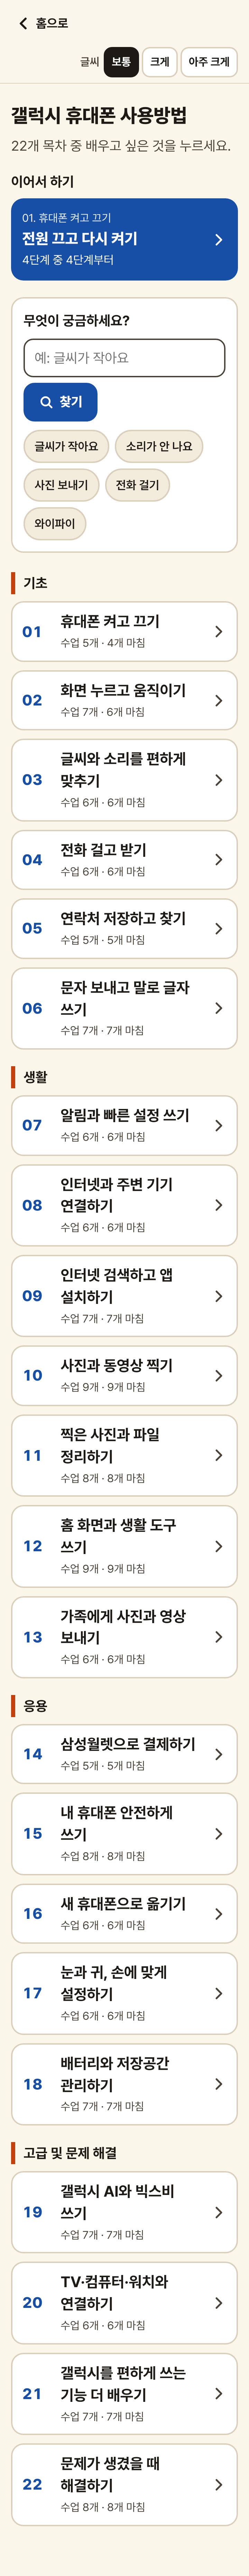 홈으로
글씨 보통 크게 아주 크게
갤럭시 휴대폰 사용방법
22개 목차 중 배우고 싶은 것을 누르세요.
이어서 하기
01. 휴대폰 켜고 끄기
전원 끄고 다시 켜기
4단계 중 4단계부터
무엇이 궁금하세요?
예: 글씨가 작아요
찾기
글씨가 작아요 소리가 안 나요
사진 보내기 전화 걸기
와이파이
기초
01 휴대폰 켜고 끄기
수업 5개 · 4개 마침
02 화면 누르고 움직이기
수업 7개 · 6개 마침
03 글씨와 소리를 편하게
맞추기
수업 6개 · 6개 마침
04 전화 걸고 받기
수업 6개 · 6개 마침
05 연락처 저장하고 찾기
수업 5개 · 5개 마침
06 문자 보내고 말로 글자
쓰기
수업 7개 · 7개 마침
생활
07 알림과 빠른 설정 쓰기
수업 6개 · 6개 마침
08 인터넷과 주변 기기
연결하기
수업 6개 · 6개 마침
09 인터넷 검색하고 앱
설치하기
수업 7개 · 7개 마침
10 사진과 동영상 찍기
수업 9개 · 9개 마침
11 찍은 사진과 파일
정리하기
수업 8개 · 8개 마침
12 홈 화면과 생활 도구
쓰기
수업 9개 · 9개 마침
13 가족에게 사진과 영상
보내기
수업 6개 · 6개 마침
응용
14 삼성월렛으로 결제하기
수업 5개 · 5개 마침
15 내 휴대폰 안전하게
쓰기
수업 8개 · 8개 마침
16 새 휴대폰으로 옮기기
수업 6개 · 6개 마침
17 눈과 귀, 손에 맞게
설정하기
수업 6개 · 6개 마침
18 배터리와 저장공간
관리하기
수업 7개 · 7개 마침
고급 및 문제 해결
19 갤럭시 AI와 빅스비
쓰기
수업 7개 · 7개 마침
20 TV·컴퓨터·워치와
연결하기
수업 6개 · 6개 마침
21 갤럭시를 편하게 쓰는
기능 더 배우기
수업 7개 · 7개 마침
22 문제가 생겼을 때
해결하기
수업 8개 · 8개 마침